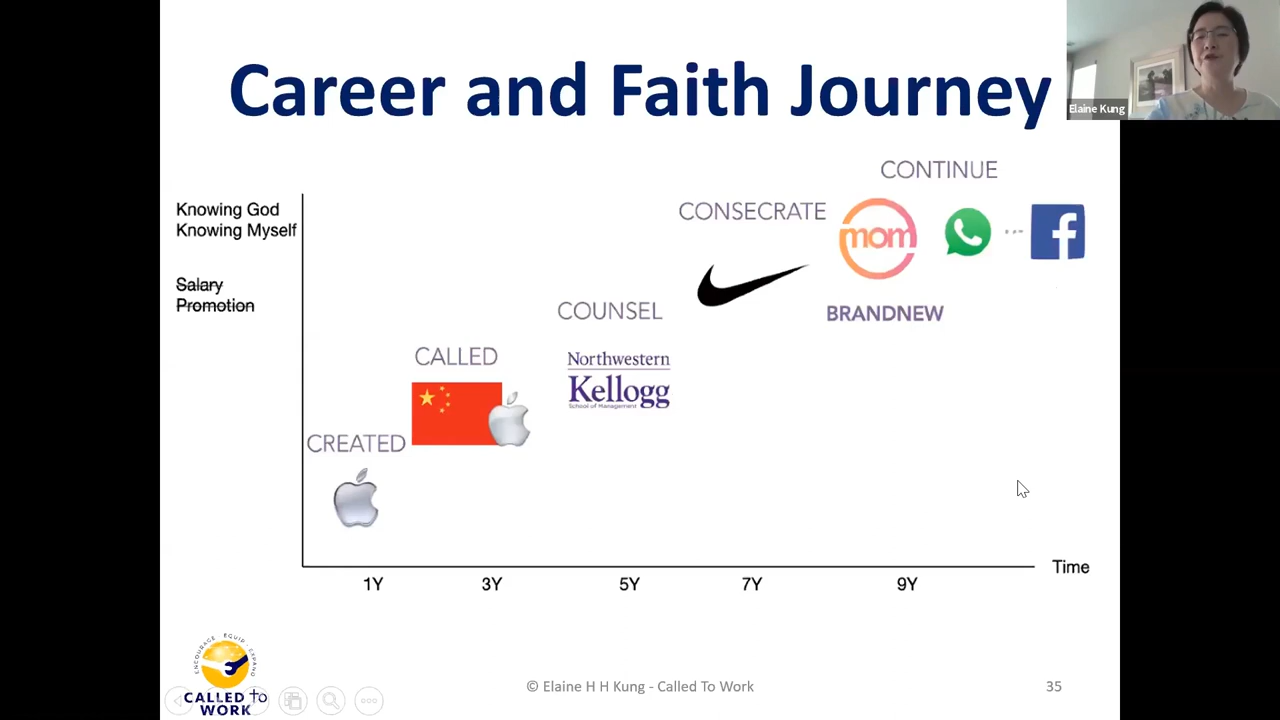 Career and Faith Journey
Elaine Kung
CONTINUE
Knowing God
Knowing Myself
CONSECRATE
mom
f
Salary
Promotion
COUNSEL
BRANDNEW
CALLED
Northwestern
Kellogg
School of Management
CREATED
Time
1Y
3Y
5Y
7Y
9Y
ENCOURAGE · EQUIP · EXPAND
CALLED TO
WORK
© Elaine H H Kung - Called To Work
35